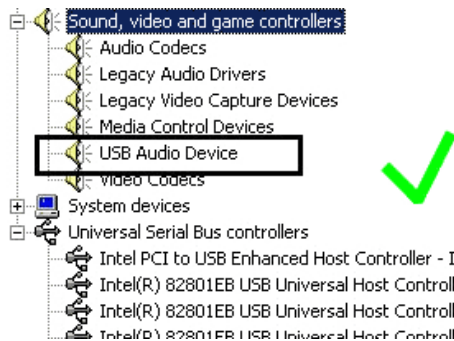 Sound, video and game controllers
Audio Codecs
Legacy Audio Drivers
Legacy Video Capture Devices
Media Control Devices
USB Audio Device
Video Codecs
System devices
Universal Serial Bus controllers
Intel PCI to USB Enhanced Host Controller - I
Intel(R) 82801EB USB Universal Host Controll
Intel(R) 82801EB USB Universal Host Controll
Intel(R) 82801EB USB Universal Host Controll